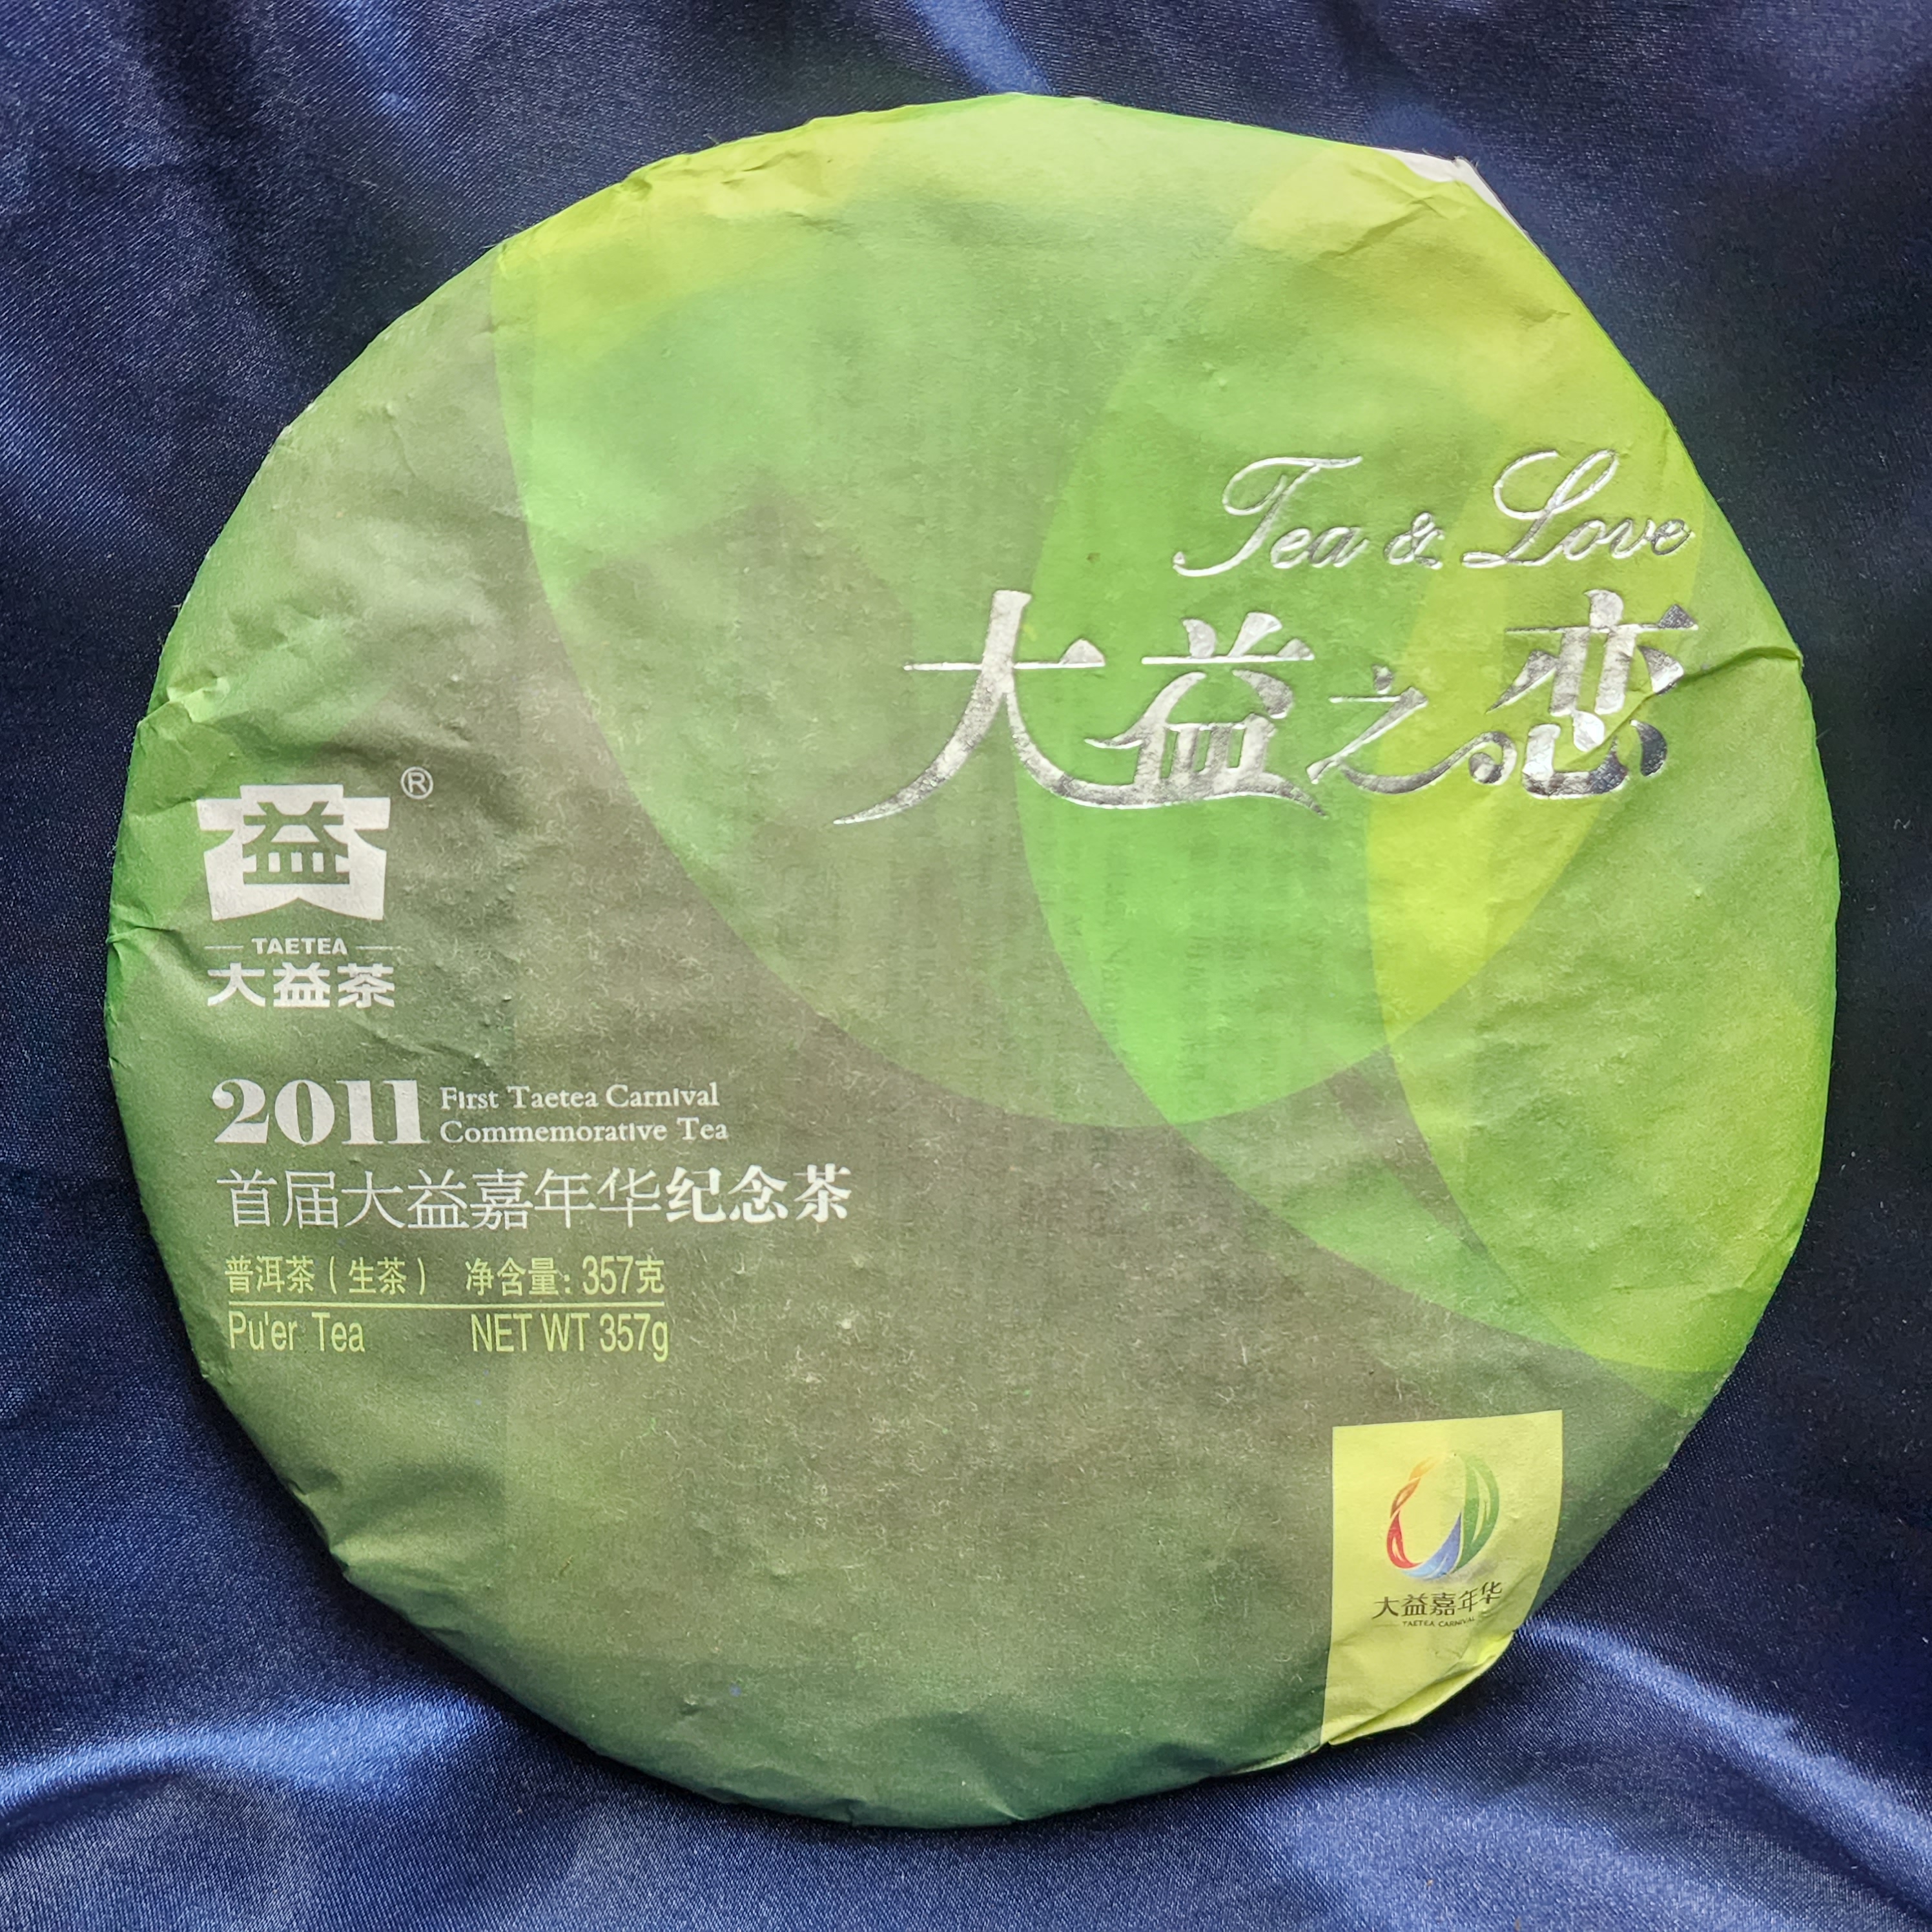 Tea & Love
大益之恋
益®
TAETEA
大益茶
2011 First Taetea Carnival
Commemorative Tea
首届大益嘉年华纪念茶
普洱茶（生茶） 净含量：357克
Pu'er Tea NET WT 357g
大益嘉年华
TAETEA CARNIVAL